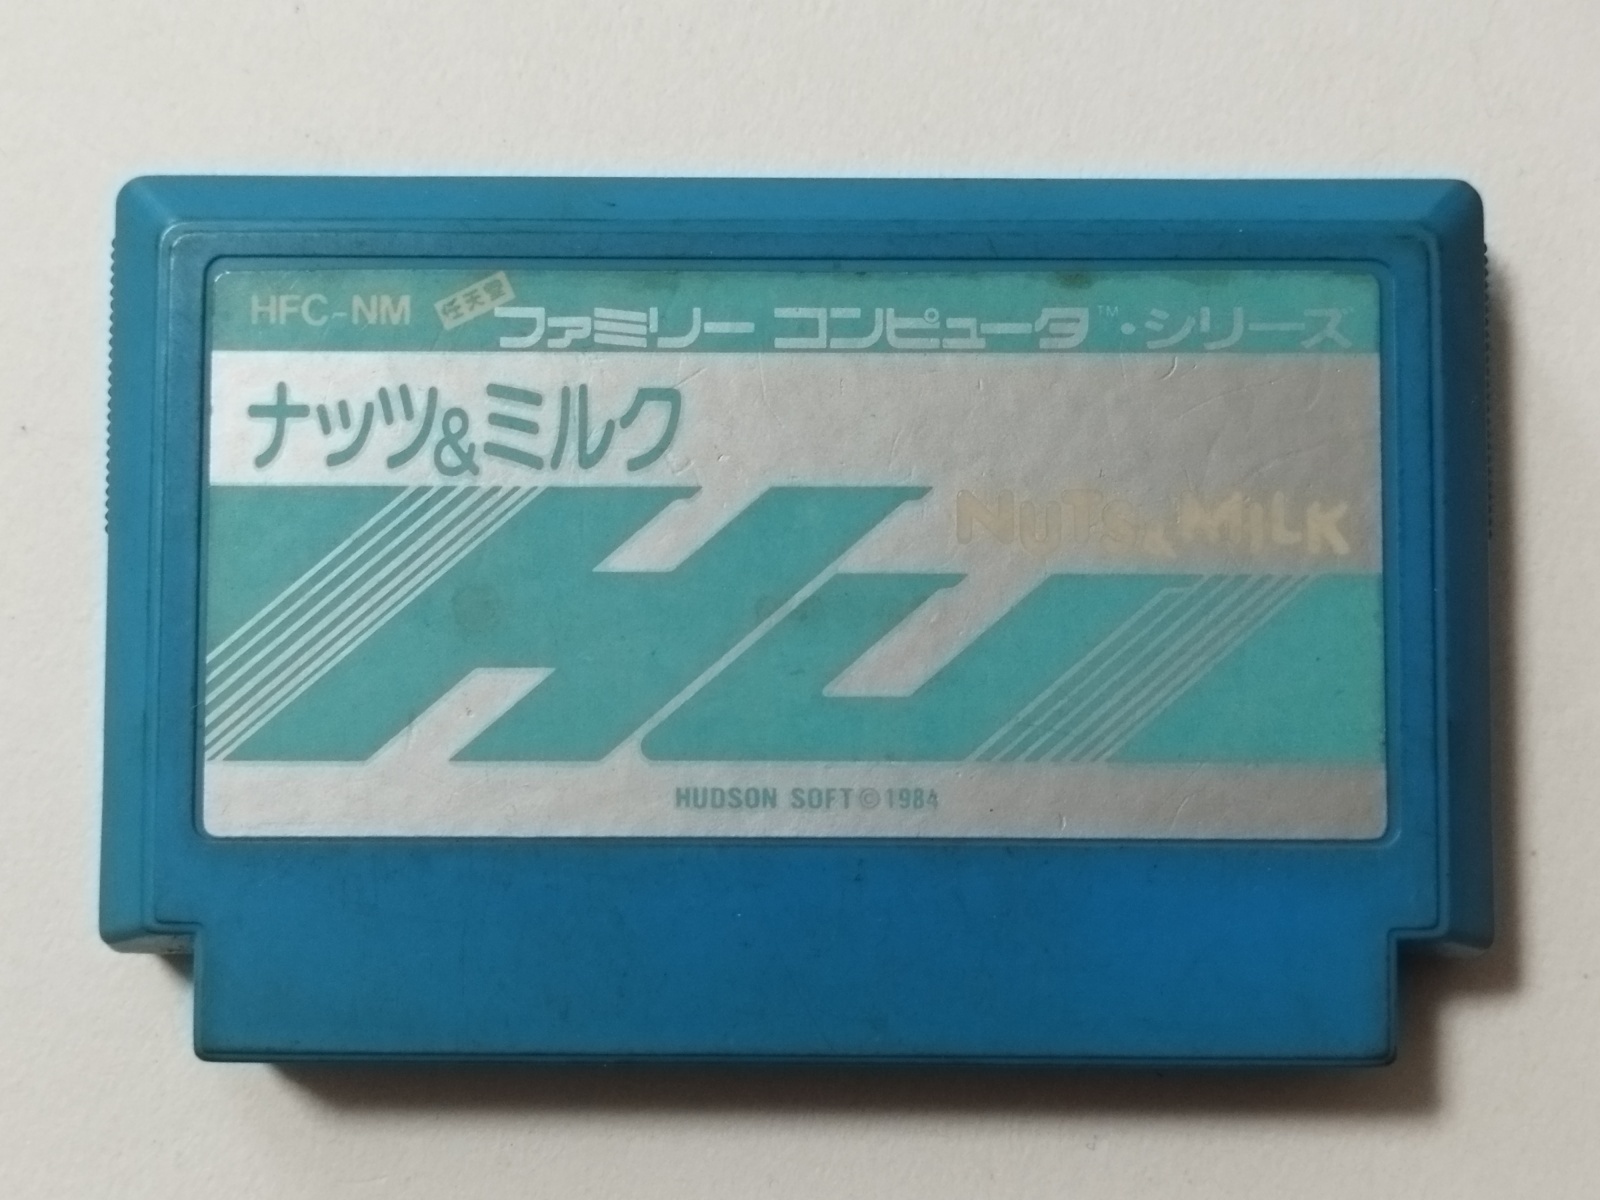 HFC-NM 任天堂 ファミリー コンピュータ™・シリーズ
ナッツ&ミルク
NUTS & MILK
HU
HUDSON SOFT © 1984